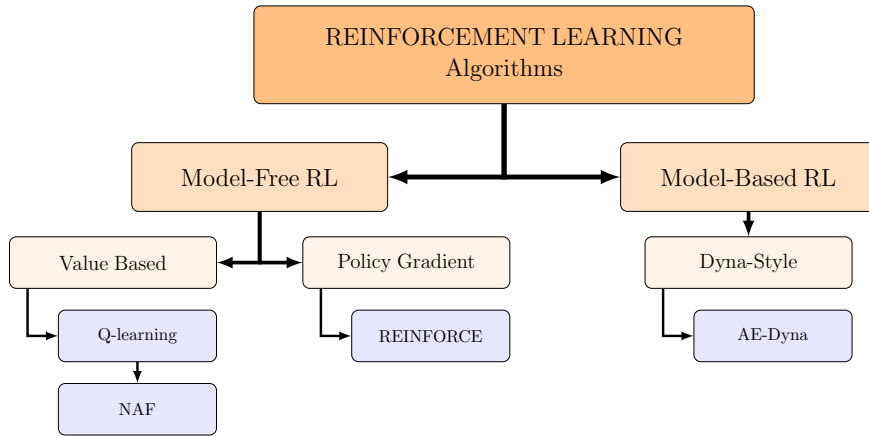 REINFORCEMENT LEARNING
Algorithms
Model-Free RL
Model-Based RL
Value Based
Policy Gradient
Dyna-Style
Q-learning
REINFORCE
AE-Dyna
NAF